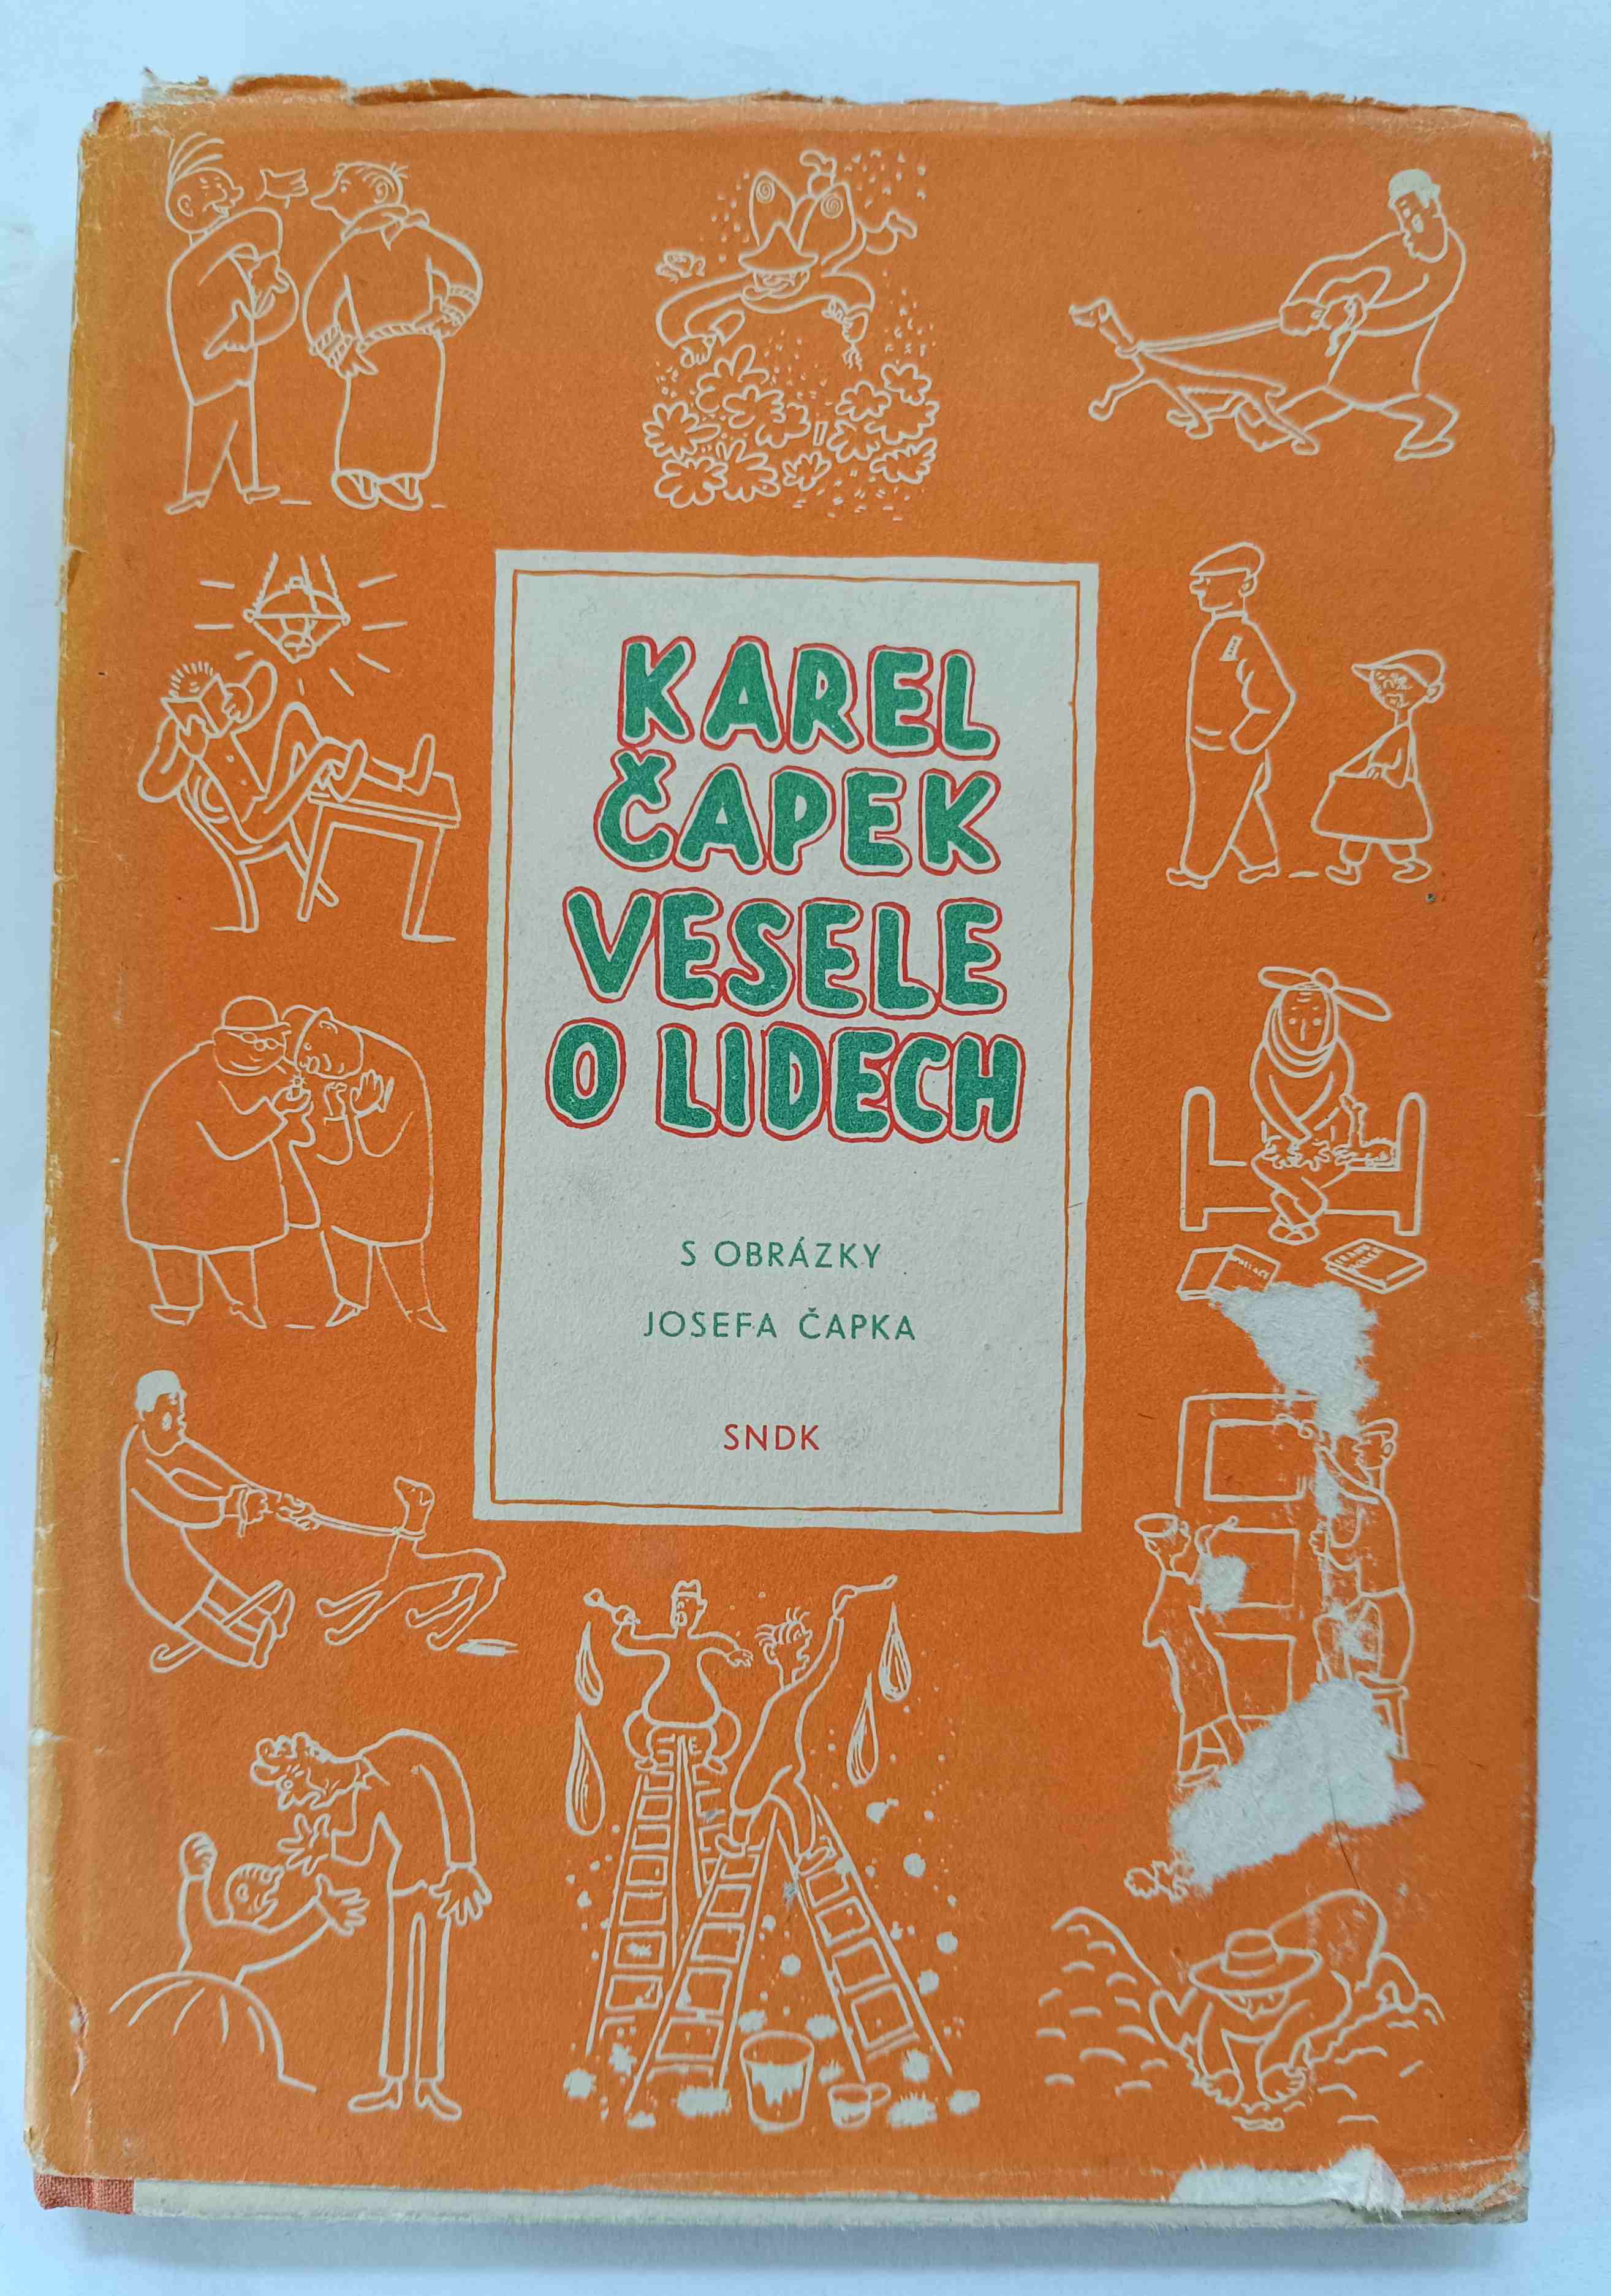 KAREL
ČAPEK
VESELE
O LIDECH
S OBRÁZKY
JOSEFA ČAPKA
SNDK